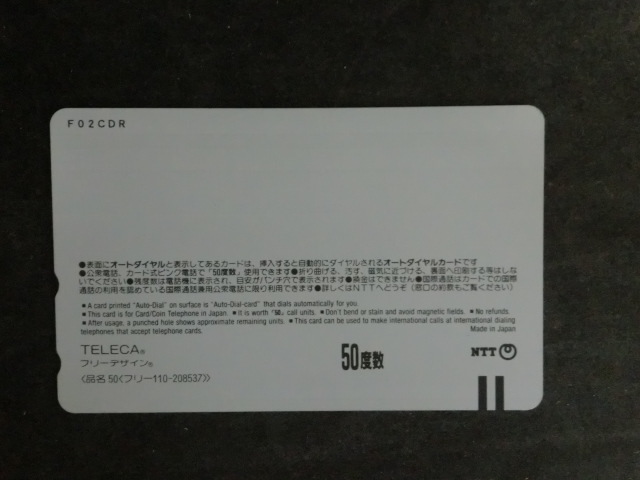 F02CDR
●表面にオートダイヤルと表示してあるカードは、挿入すると自動的にダイヤルされるオートダイヤルカードです
●公衆電話、カード式ピンク電話で「50度数」使用できます●折り曲げる、汚す、磁気に近づける、裏面へ印刷する等はしな
いでください●残度数は電話機に表示され、目安がパンチ穴で表示されます●換金はできません●国際通話はカードでの国際
通話の利用を認めている国際通話兼用公衆電話に限り利用できます●詳しくはNTTへどうぞ（窓口の約款もご覧ください）
■A card printed "Auto-Dial" on surface is "Auto-Dial-card" that dials automatically for you.
■This card is for Card/Coin Telephone in Japan. ■It is worth "50" call units. ■Don't bend or stain and avoid magnetic fields. ■No refunds.
■After usage, a punched hole shows approximate remaining units. ■This card can be used to make international calls at international dialing
telephones that accept telephone cards.
Made in Japan
TELECA®
フリーデザイン®
50度数
NTT
〈品名 50〈フリー110-208537〉〉